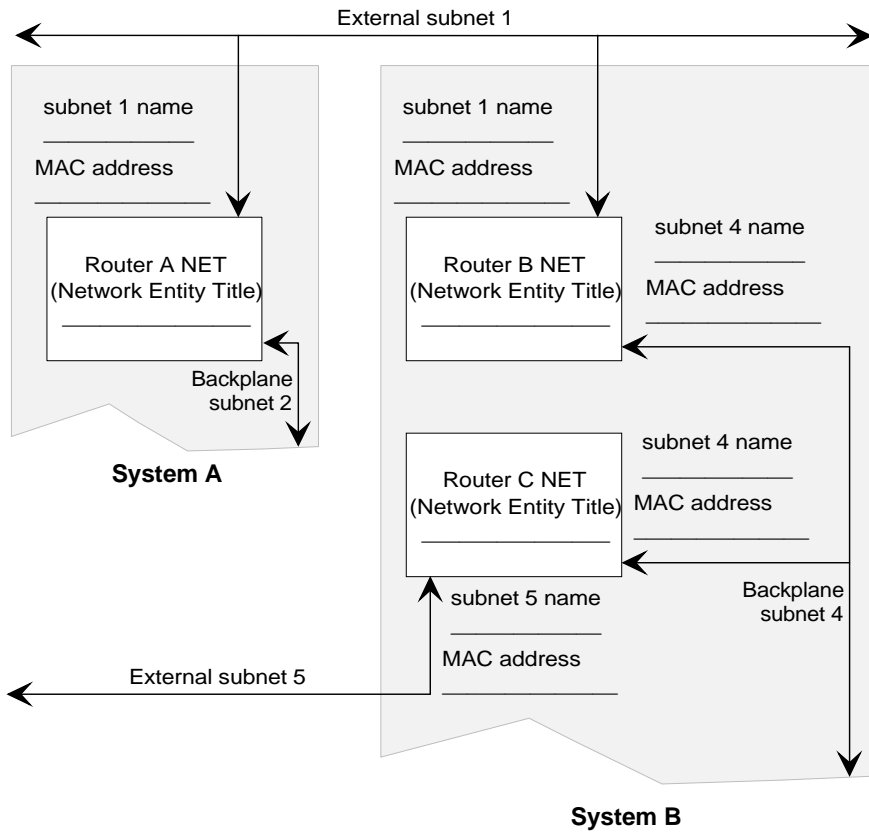 External subnet 1
subnet 1 name
MAC address
Router A NET
(Network Entity Title)
Backplane
subnet 2
System A
subnet 1 name
MAC address
Router B NET
(Network Entity Title)
subnet 4 name
MAC address
Router C NET
(Network Entity Title)
subnet 4 name
MAC address
Backplane
subnet 4
subnet 5 name
MAC address
External subnet 5
System B